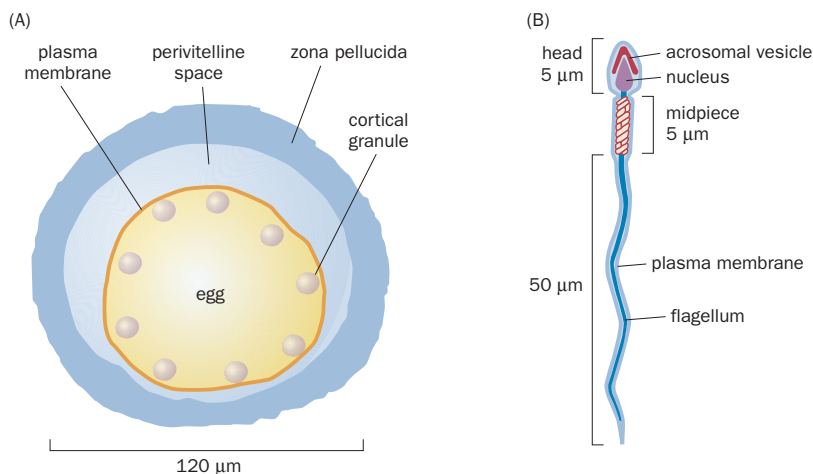 (A)
plasma
membrane
perivitelline
space
zona pellucida
cortical
granule
egg
120 µm
(B)
head
5 µm
acrosomal vesicle
nucleus
midpiece
5 µm
50 µm
plasma membrane
flagellum